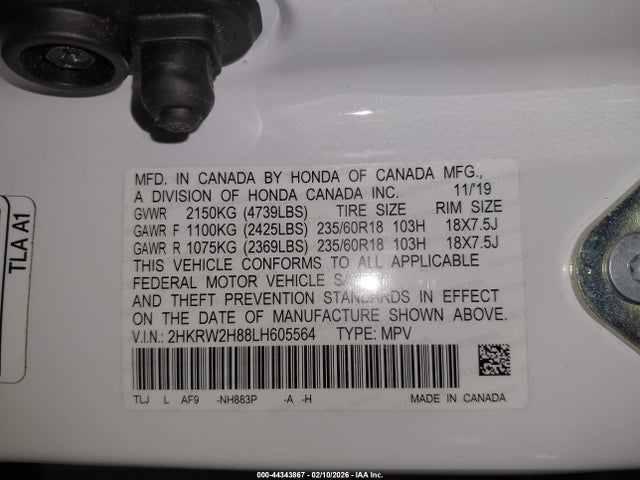 MFD. IN CANADA BY HONDA OF CANADA MFG.,
A DIVISION OF HONDA CANADA INC. 11/'19
GVWR 2150KG (4739LBS) TIRE SIZE RIM SIZE
GAWR F 1100KG (2425LBS) 235/60R18 103H 18X7.5J
GAWR R 1075KG (2369LBS) 235/60R18 103H 18X7.5J
THIS VEHICLE CONFORMS TO ALL APPLICABLE
FEDERAL MOTOR VEHICLE
AND THEFT PREVENTION STANDARDS IN EFFECT
ON THE DATE OF MANUFACTURE SHOWN ABOVE.
V.I.N.: 2HKRW2H88LH605564 TYPE: MPV
TLJ L AF9 -NH883P -A -H MADE IN CANADA
TLA A1
000-44343867 - 02/10/2026 - IAA Inc.